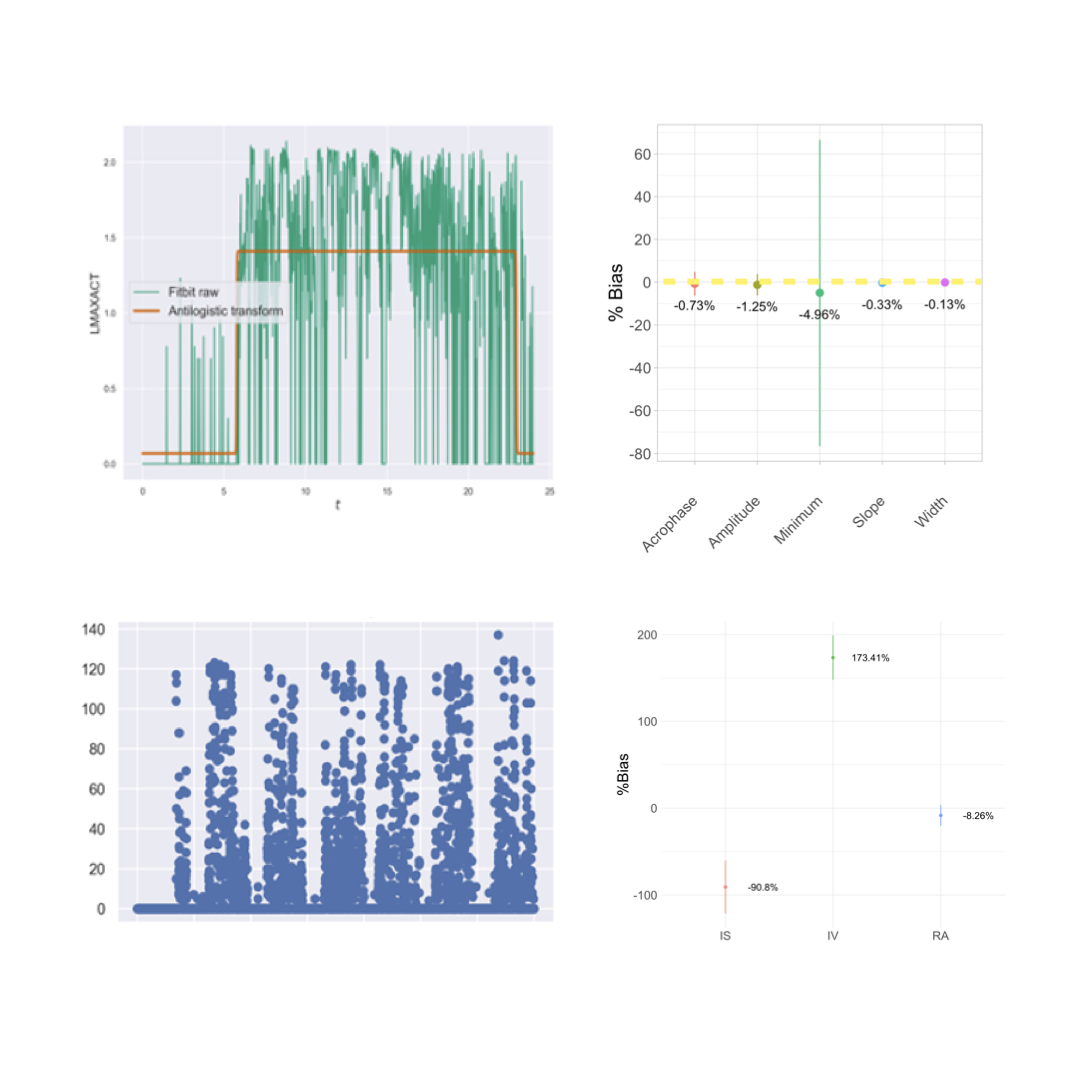 2.0
1.5
1.0
0.5
0.0
LMAXACT
Fitbit raw
Antilogistic transform
0 5 10 15 20 25
t
60
40
20
0
-20
-40
-60
-80
% Bias
-0.73% -1.25% -4.96% -0.33% -0.13%
Acrophase Amplitude Minimum Slope Width
140
120
100
80
60
40
20
0
200
100
0
-100
%Bias
173.41%
-8.26%
-90.8%
IS IV RA